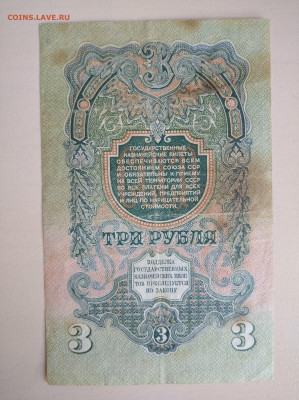 COINS.LAVE.RU
3
ГОСУДАРСТВЕННЫЕ
КАЗНАЧЕЙСКИЕ БИЛЕТЫ
ОБЕСПЕЧИВАЮТСЯ ВСЕМ
ДОСТОЯНИЕМ СОЮЗА ССР
И ОБЯЗАТЕЛЬНЫ К ПРИЕМУ
НА ВСЕЙ ТЕРРИТОРИИ СССР
ВО ВСЕ ПЛАТЕЖИ ДЛЯ ВСЕХ
УЧРЕЖДЕНИЙ, ПРЕДПРИЯТИЙ
И ЛИЦ ПО НАРИЦАТЕЛЬНОЙ
СТОИМОСТИ.
ТРИ РУБЛЯ
ПОДДЕЛКА
ГОСУДАРСТВЕННЫХ
КАЗНАЧЕЙСКИХ БИЛЕ
ТОВ ПРЕСЛЕДУЕТСЯ
ПО ЗАКОНУ
3 3 3